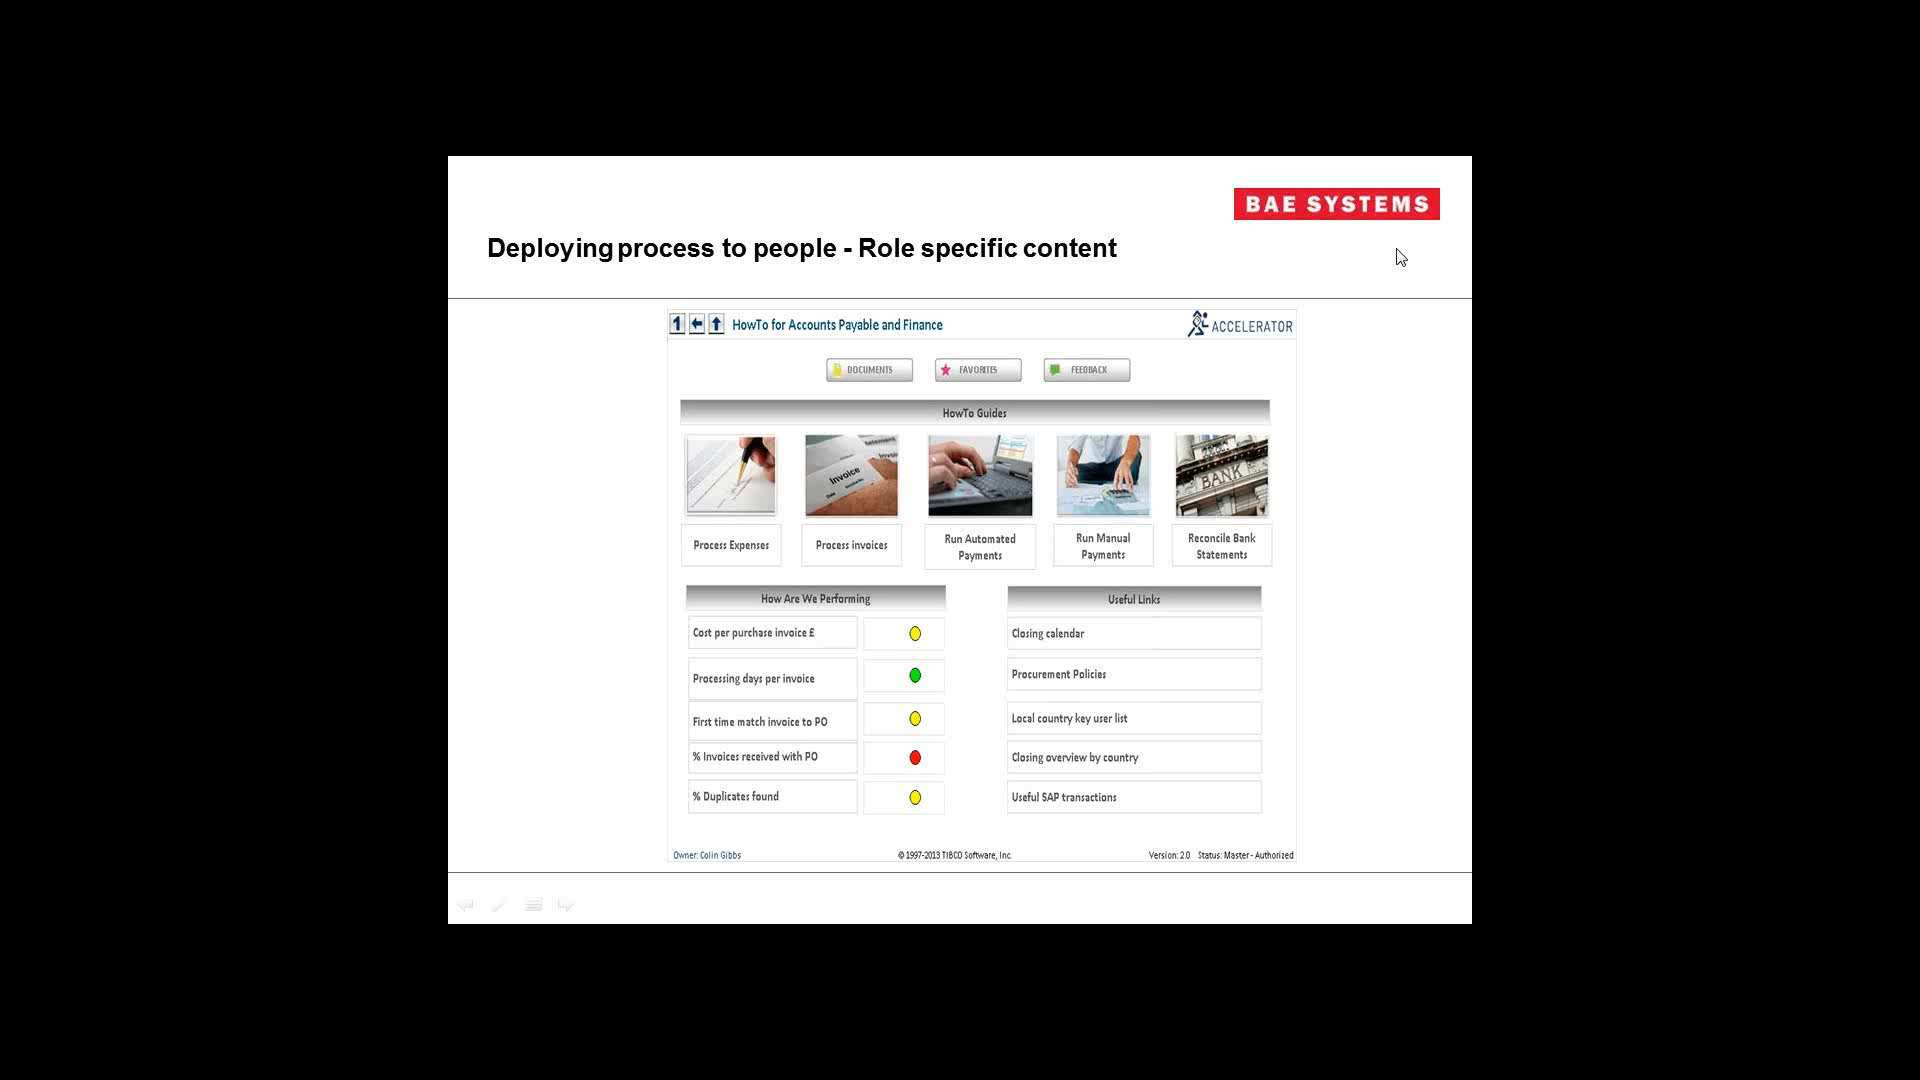 BAE SYSTEMS
Deploying process to people - Role specific content
1 HowTo for Accounts Payable and Finance
ACCELERATOR
DOCUMENTS
FAVORITES
FEEDBACK
HowTo Guides
Invoice
BANK
Process Expenses
Process invoices
Run Automated
Payments
Run Manual
Payments
Reconcile Bank
Statements
How Are We Performing
Cost per purchase invoice £
Processing days per invoice
First time match invoice to PO
% Invoices received with PO
% Duplicates found
Useful Links
Closing calendar
Procurement Policies
Local country key user list
Closing overview by country
Useful SAP transactions
Owner: Colin Gibbs
© 1997-2013 TIBCO Software, Inc.
Version: 2.0 Status: Master - Authorized